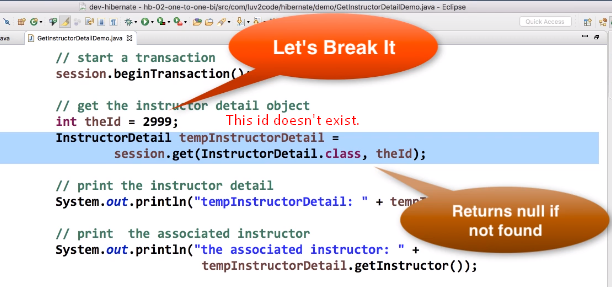 dev-hibernate - hb-02-one-to-one-bi/src/com/luv2code/hibernate/demo/GetInstructorDetailDemo.java - Eclipse
Quick Access
ava
GetInstructorDetailDemo.java
// start a transaction
Let's Break It
session.beginTransaction();
// get the instructor detail object
int theId = 2999;
This id doesn't exist.
InstructorDetail tempInstructorDetail =
session.get(InstructorDetail.class, theId);
// print the instructor detail
System.out.println("tempInstructorDetail: " +
Returns null if
not found
// print  the associated instructor
System.out.println("the associated instructor: " +
tempInstructorDetail.getInstructor());